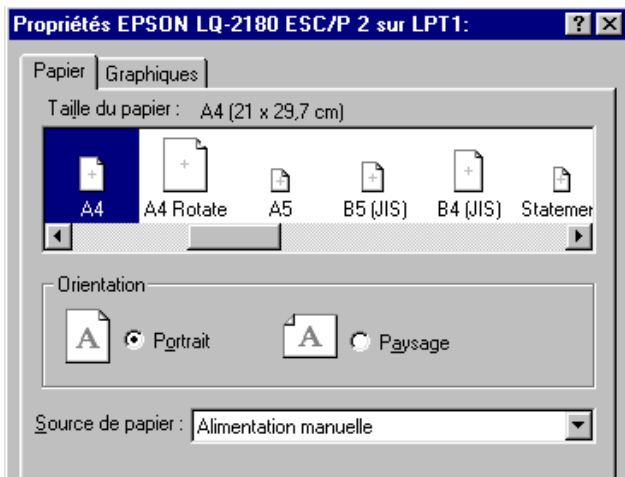 Propriétés EPSON LQ-2180 ESC/P 2 sur LPT1:
Papier Graphiques
Taille du papier : A4 (21 x 29,7 cm)
A4 A4 Rotate A5 B5 (JIS) B4 (JIS) Statemer
Orientation
A Portrait A Paysage
Source de papier : Alimentation manuelle